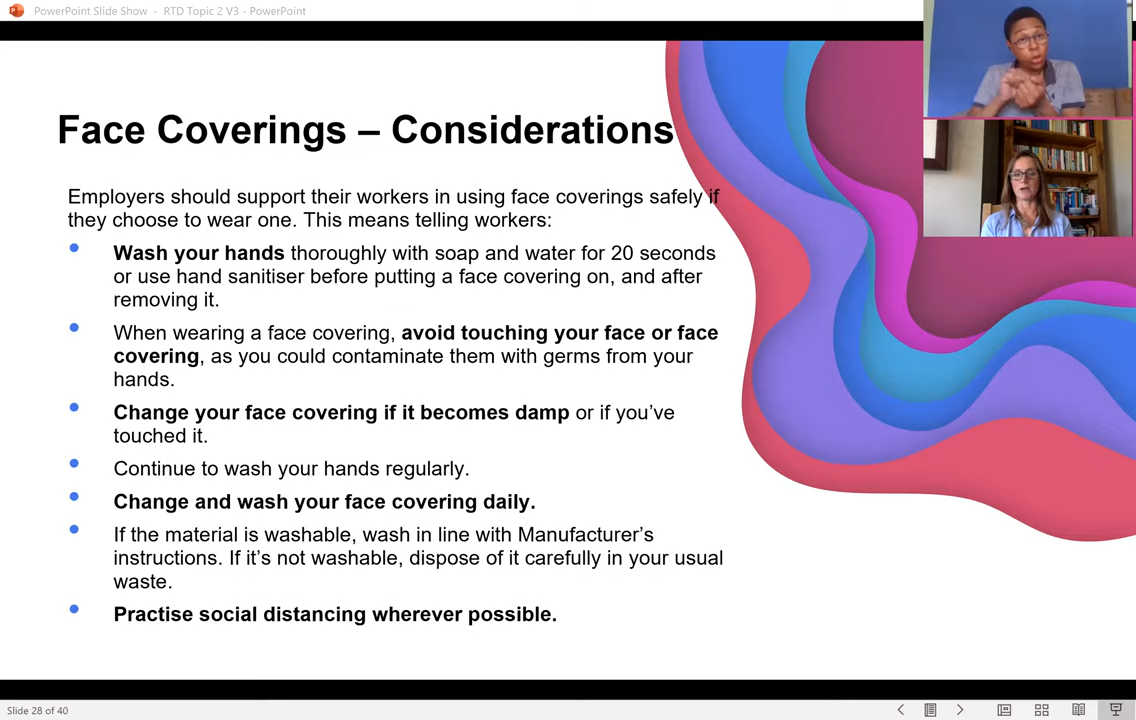 PowerPoint Slide Show - RTD Topic 2 V3 - PowerPoint
Face Coverings – Considerations
Employers should support their workers in using face coverings safely if
they choose to wear one. This means telling workers:
Wash your hands thoroughly with soap and water for 20 seconds
or use hand sanitiser before putting a face covering on, and after
removing it.
When wearing a face covering, avoid touching your face or face
covering, as you could contaminate them with germs from your
hands.
Change your face covering if it becomes damp or if you’ve
touched it.
Continue to wash your hands regularly.
Change and wash your face covering daily.
If the material is washable, wash in line with Manufacturer’s
instructions. If it’s not washable, dispose of it carefully in your usual
waste.
Practise social distancing wherever possible.
Slide 28 of 40